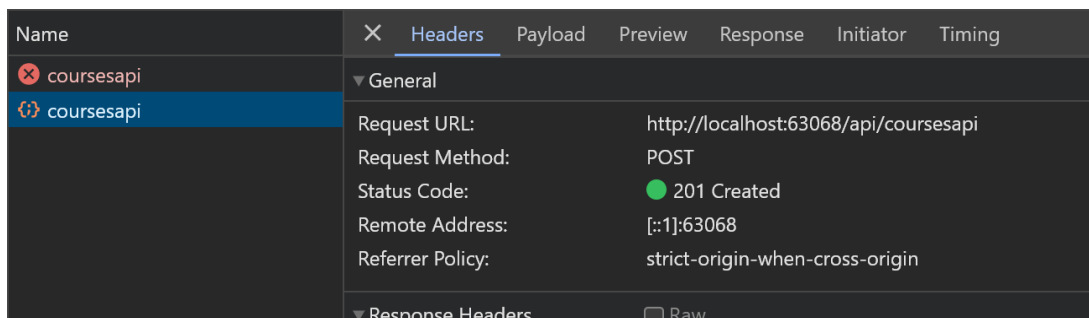 Name
coursesapi
coursesapi
Headers Payload Preview Response Initiator Timing
General
Request URL: http://localhost:63068/api/coursesapi
Request Method: POST
Status Code: 201 Created
Remote Address: [::1]:63068
Referrer Policy: strict-origin-when-cross-origin
Response Headers Raw